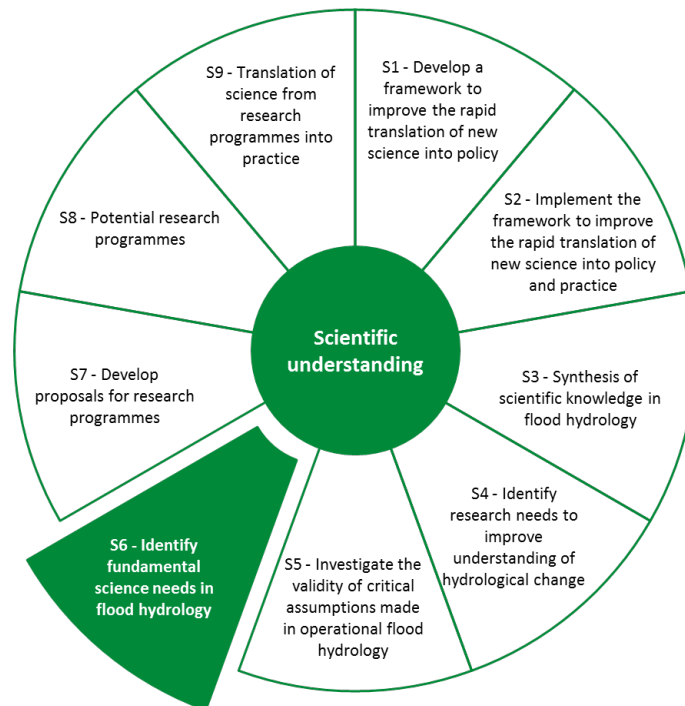 S1 - Develop a
framework to
improve the rapid
translation of new
science into policy
S2 - Implement the
framework to improve
the rapid translation of
new science into policy
and practice
S3 - Synthesis of
scientific knowledge in
flood hydrology
S4 - Identify
research needs to
improve
understanding of
hydrological change
S5 - Investigate the
validity of critical
assumptions made
in operational flood
hydrology
S6 - Identify
fundamental
science needs in
flood hydrology
S7 - Develop
proposals for research
programmes
S8 - Potential research
programmes
S9 - Translation of
science from
research
programmes into
practice
Scientific
understanding